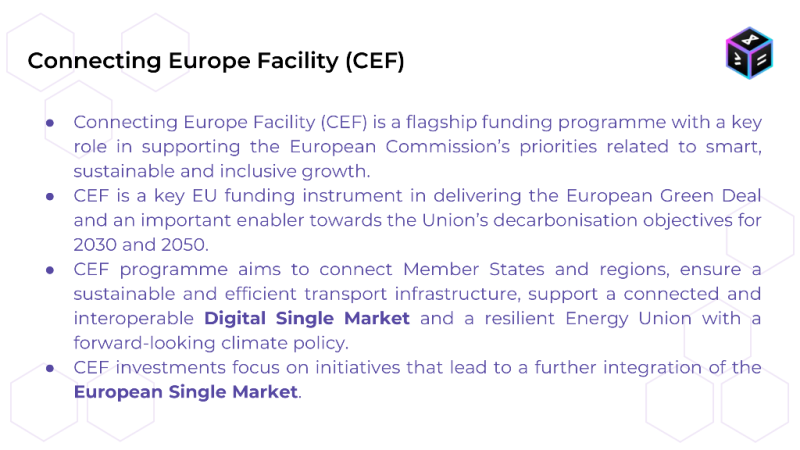 Connecting Europe Facility (CEF)
● Connecting Europe Facility (CEF) is a flagship funding programme with a key
role in supporting the European Commission’s priorities related to smart,
sustainable and inclusive growth.
● CEF is a key EU funding instrument in delivering the European Green Deal
and an important enabler towards the Union’s decarbonisation objectives for
2030 and 2050.
● CEF programme aims to connect Member States and regions, ensure a
sustainable and efficient transport infrastructure, support a connected and
interoperable Digital Single Market and a resilient Energy Union with a
forward-looking climate policy.
● CEF investments focus on initiatives that lead to a further integration of the
European Single Market.